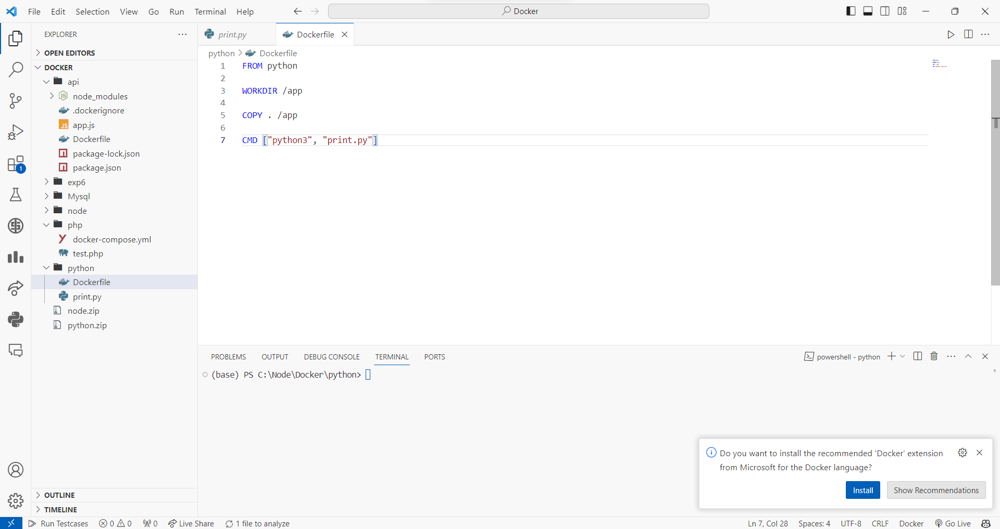 File Edit Selection View Go Run Terminal Help
Docker
EXPLORER
OPEN EDITORS
DOCKER
api
node_modules
.dockerignore
JS app.js
Dockerfile
package-lock.json
package.json
exp6
Mysql
node
php
docker-compose.yml
test.php
python
Dockerfile
print.py
node.zip
python.zip
OUTLINE
TIMELINE
1
print.py
Dockerfile
python > Dockerfile
1 FROM python
2
3 WORKDIR /app
4
5 COPY . /app
6
7 CMD ["python3", "print.py"]
PROBLEMS OUTPUT DEBUG CONSOLE TERMINAL PORTS
powershell - python
(base) PS C:\Node\Docker\python>
Do you want to install the recommended 'Docker' extension
from Microsoft for the Docker language?
Install Show Recommendations
Run Testcases 0 0 0 Live Share 1 file to analyze
Ln 7, Col 28 Spaces: 4 UTF-8 CRLF Docker Go Live